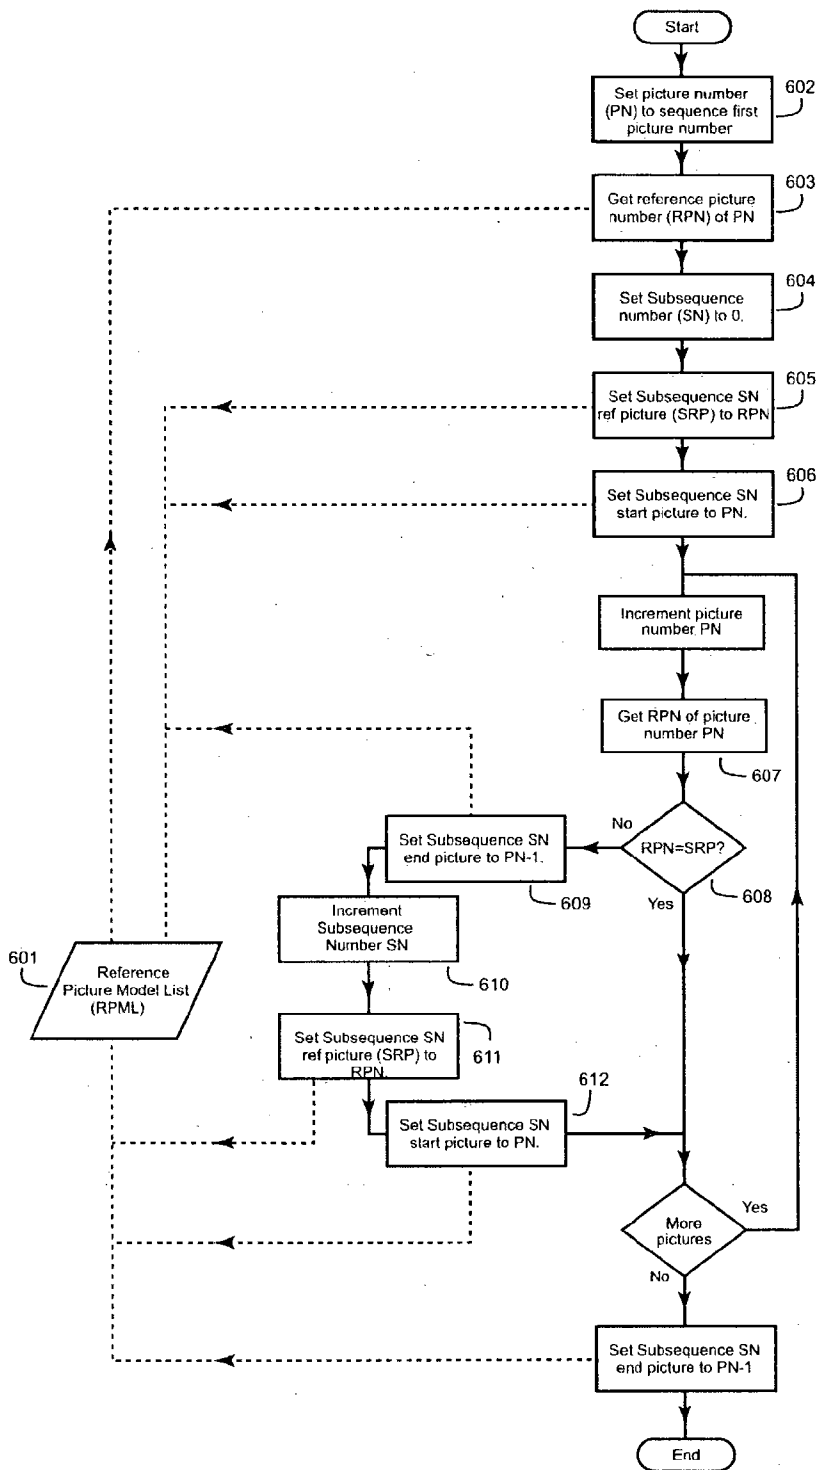 Start
Set picture number
(PN) to sequence first
picture number
602
Get reference picture
number (RPN) of PN
603
Set Subsequence
number (SN) to 0.
604
Set Subsequence SN
ref picture (SRP) to RPN
605
Set Subsequence SN
start picture to PN.
606
Increment picture
number PN
Get RPN of picture
number PN
607
RPN=SRP?
608
No
Yes
Set Subsequence SN
end picture to PN-1.
609
Increment
Subsequence
Number SN
610
601
Reference
Picture Model List
(RPML)
Set Subsequence SN
ref picture (SRP) to
RPN.
611
Set Subsequence SN
start picture to PN.
612
More
pictures
Yes
No
Set Subsequence SN
end picture to PN-1
End